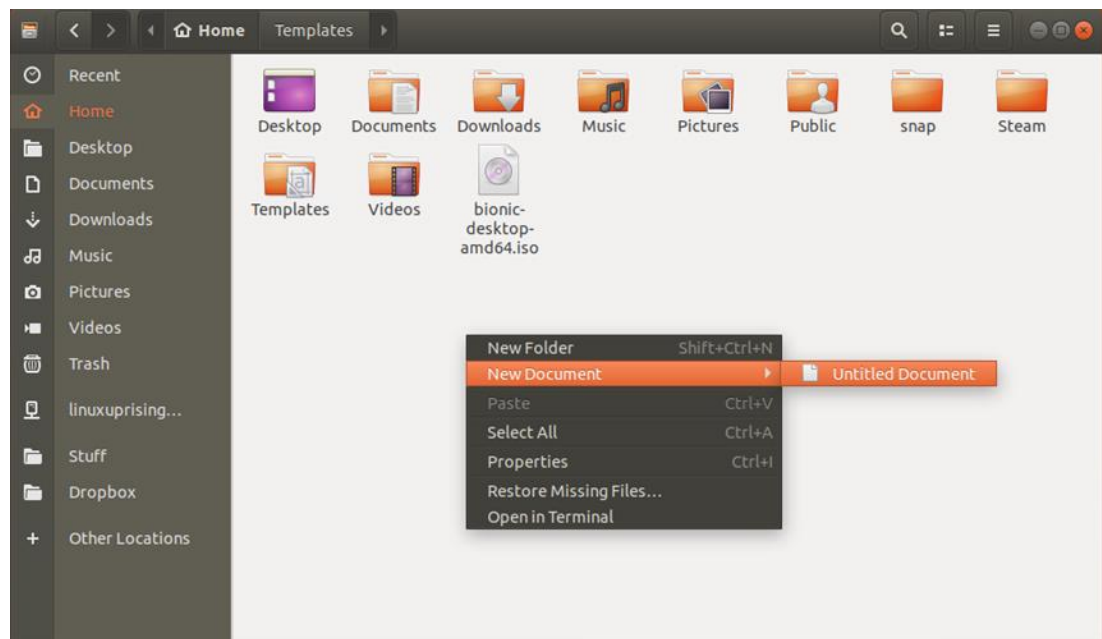 Home Templates
Recent
Home
Desktop
Documents
Downloads
Music
Pictures
Videos
Trash
linuxuprising...
Stuff
Dropbox
Other Locations
Desktop Documents Downloads Music Pictures Public snap Steam
Templates Videos bionic-
desktop-
amd64.iso
New Folder Shift+Ctrl+N
New Document Untitled Document
Paste Ctrl+V
Select All Ctrl+A
Properties Ctrl+I
Restore Missing Files...
Open in Terminal